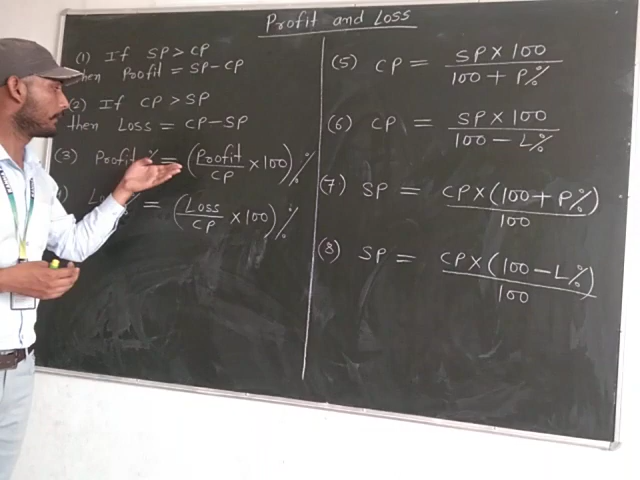 Profit and Loss
(1) If SP > CP
then Profit = SP - CP
(2) If CP > SP
then Loss = CP - SP
(3) Profit % = (Profit/CP × 100)%
= (Loss/CP × 100)%
(5) CP = SP × 100 / 100 + P%
(6) CP = SP × 100 / 100 - L%
(7) SP = CP × (100 + P%) / 100
(8) SP = CP × (100 - L%) / 100